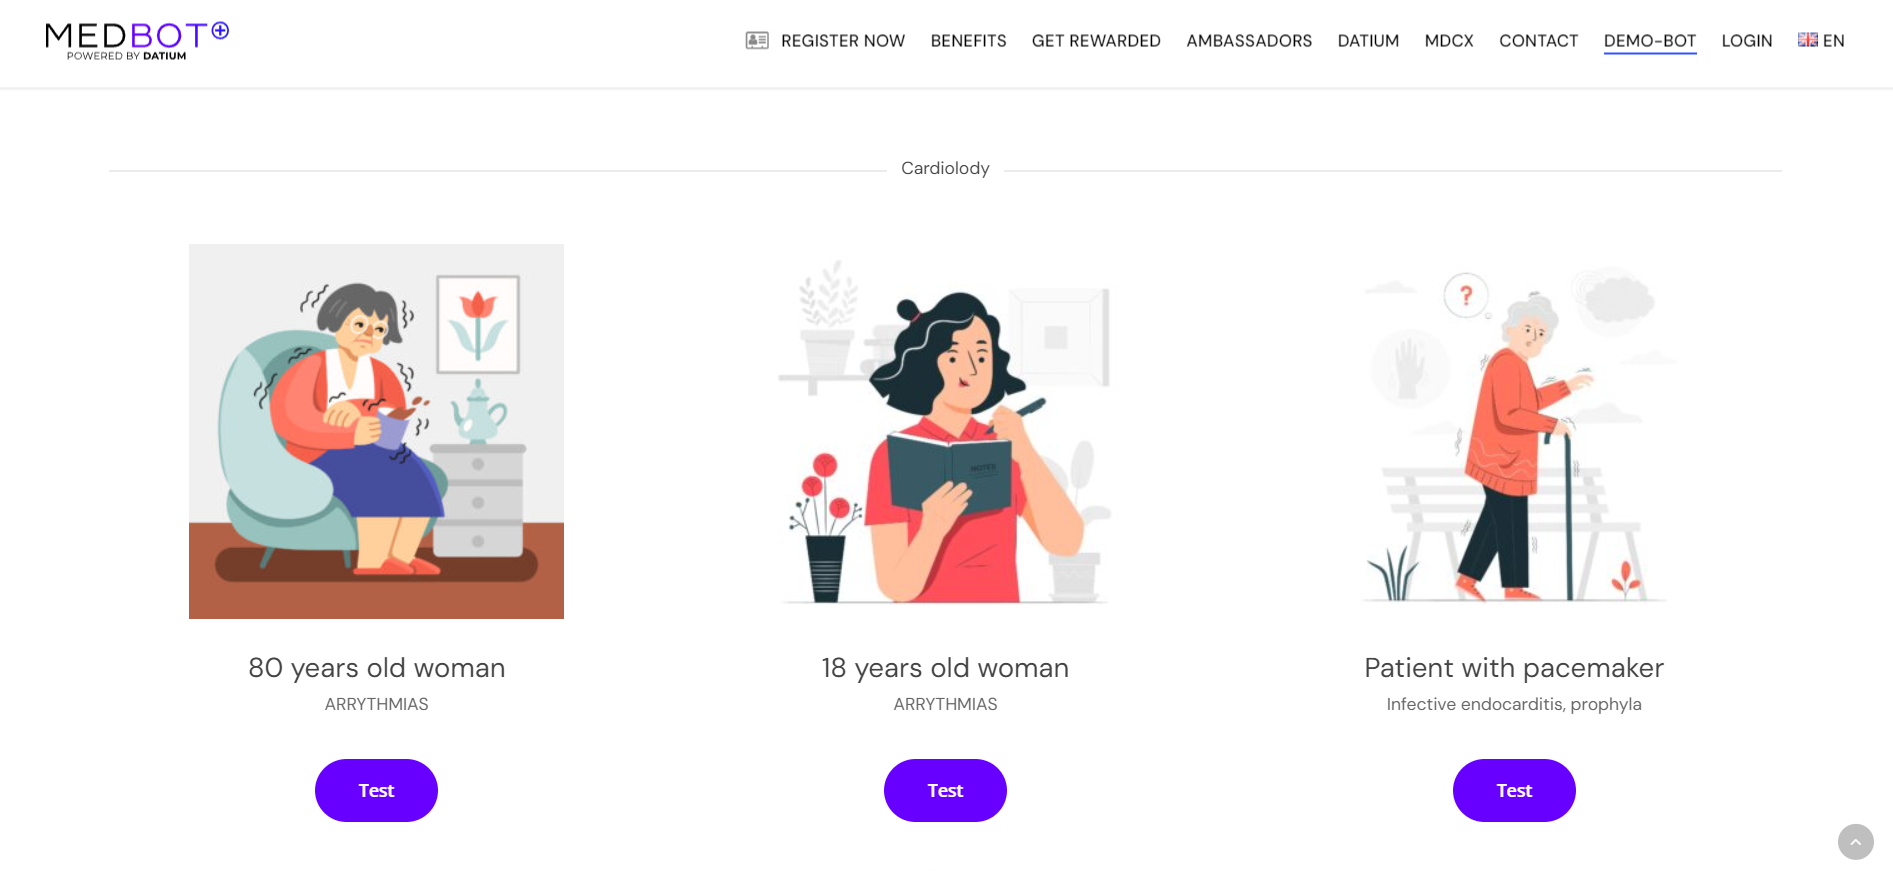 MEDBOT
POWERED BY DATIUM
REGISTER NOW BENEFITS GET REWARDED AMBASSADORS DATIUM MDCX CONTACT DEMO-BOT LOGIN EN
Cardiolody
?
NOTES
80 years old woman
ARRYTHMIAS
Test
18 years old woman
ARRYTHMIAS
Test
Patient with pacemaker
Infective endocarditis, prophyla
Test